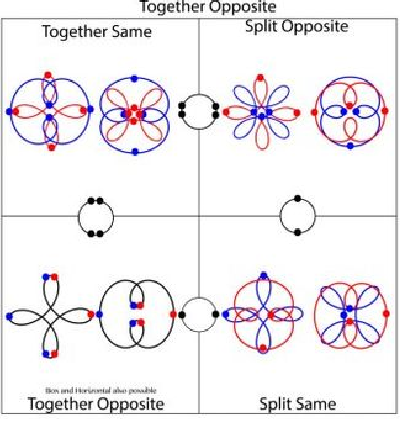 Together Opposite
Together Same
Split Opposite
Box and Horizontal also possible
Together Opposite
Split Same